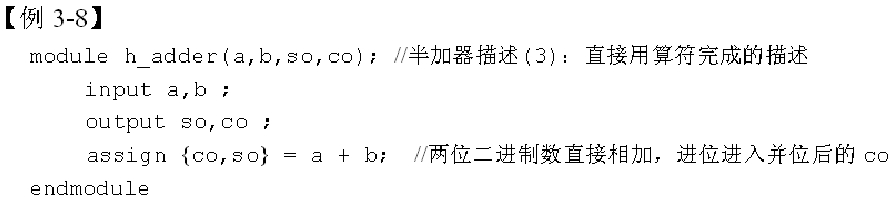 【例 3-8】
module h_adder(a,b,so,co); //半加器描述(3): 直接用算符完成的描述
input a,b ;
output so,co ;
assign {co,so} = a + b; //两位二进制数直接相加，进位进入并位后的 co
endmodule